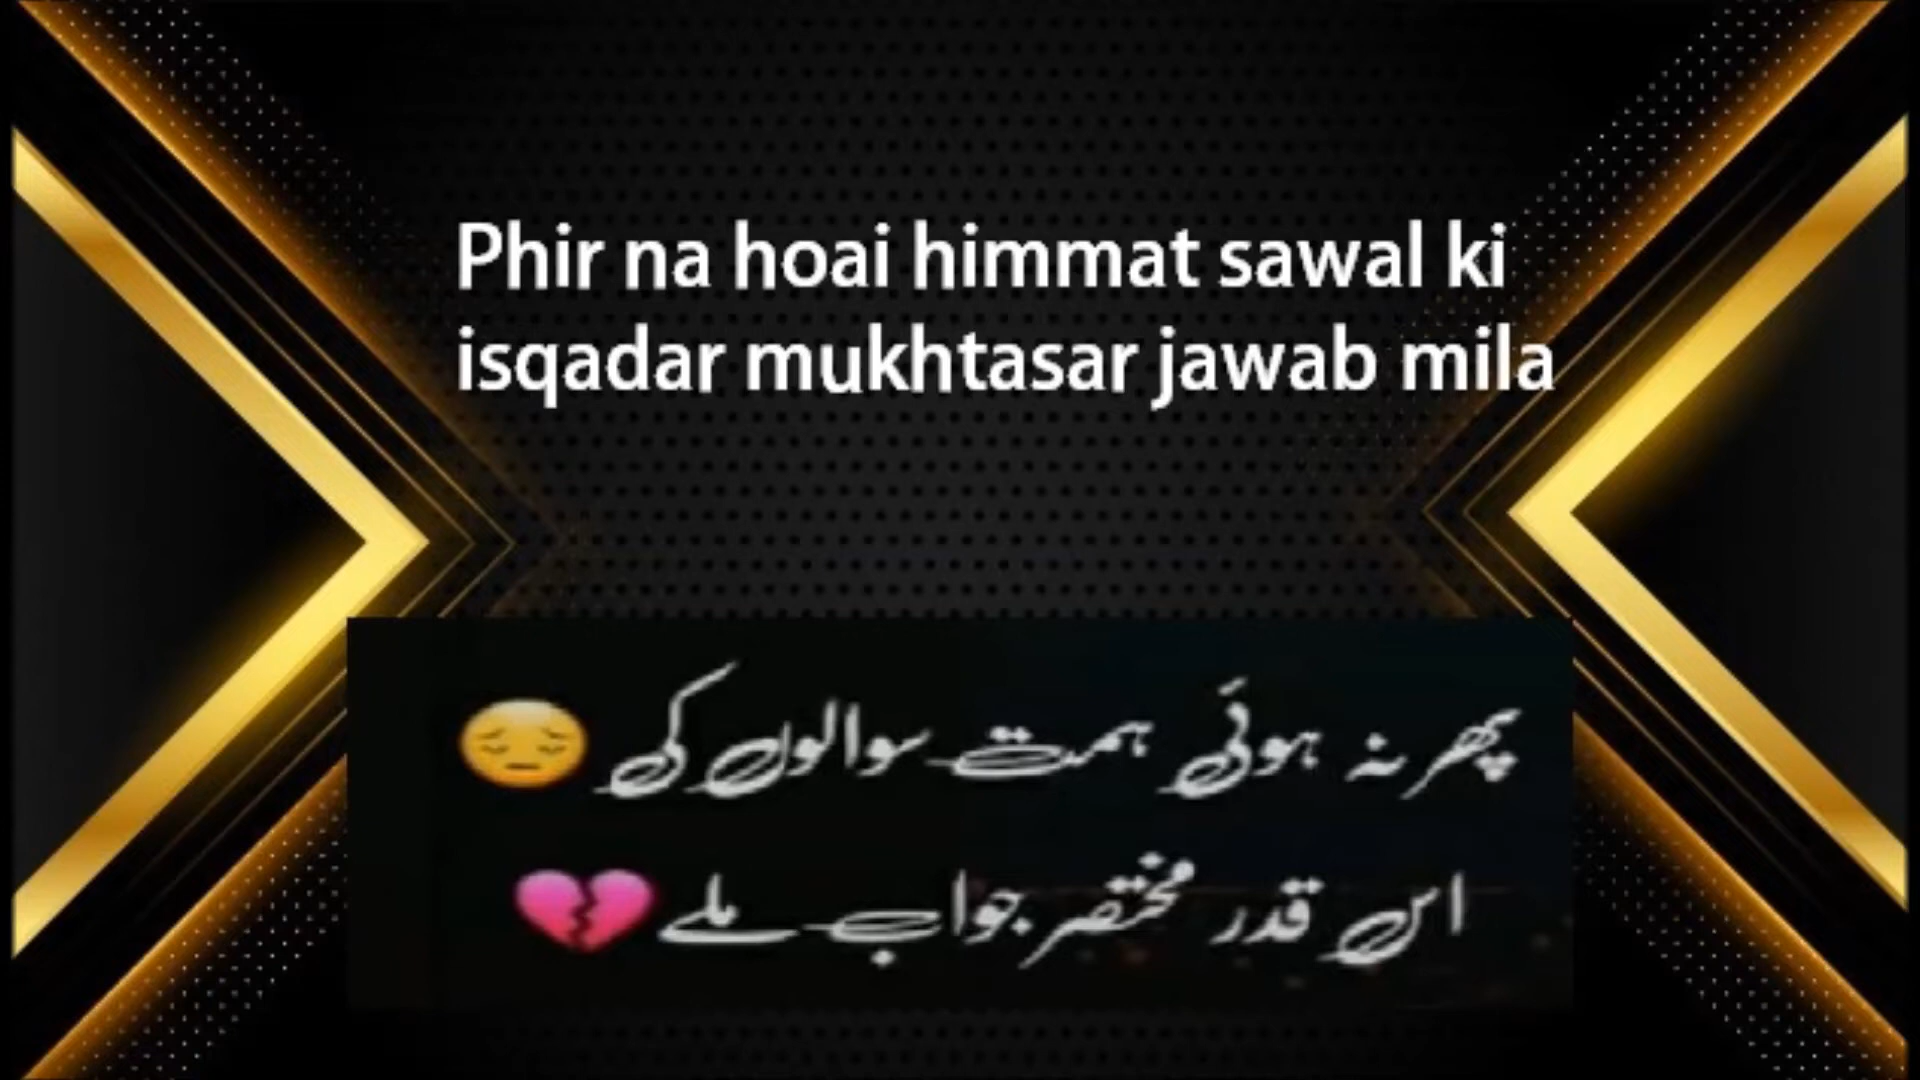 Phir na hoai himmat sawal ki
isqadar mukhtasar jawab mila
پھر نہ ہوئی ہمت سوالوں کی 😔
اس قدر مختصر جواب ملے 💔